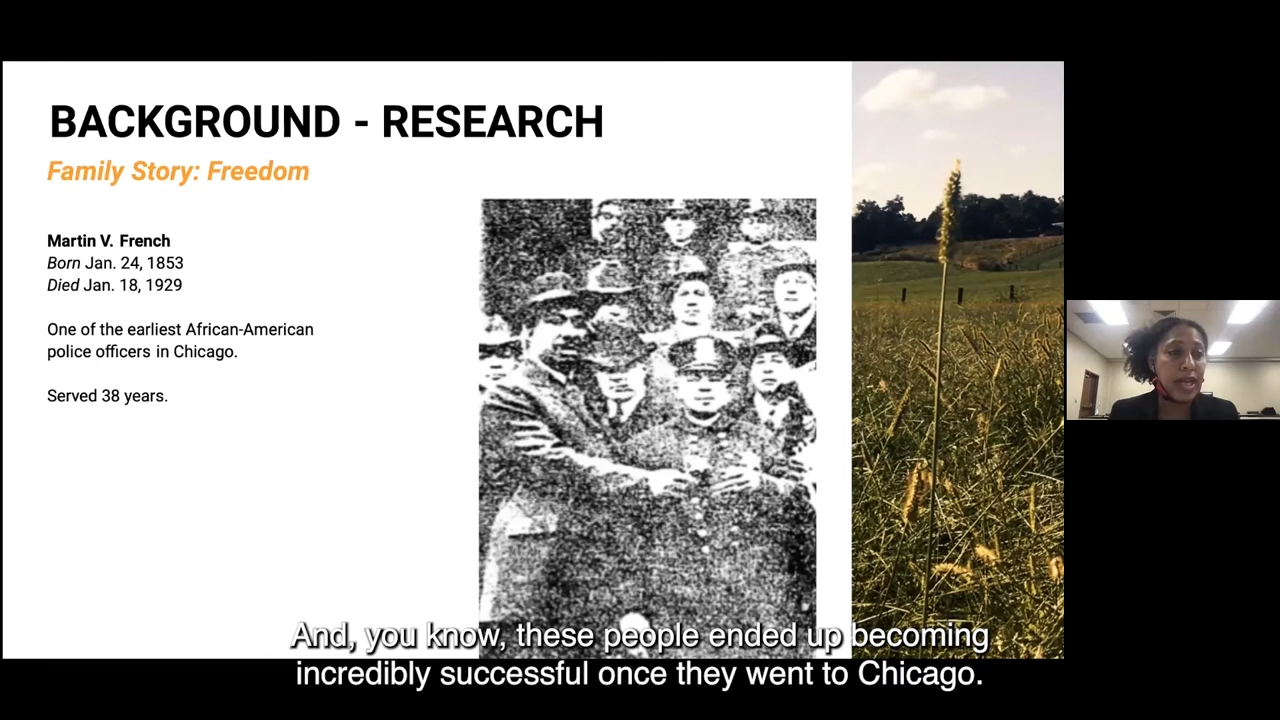 BACKGROUND - RESEARCH
Family Story: Freedom
Martin V. French
Born Jan. 24, 1853
Died Jan. 18, 1929
One of the earliest African-American
police officers in Chicago.
Served 38 years.
And, you know, these people ended up becoming
incredibly successful once they went to Chicago.